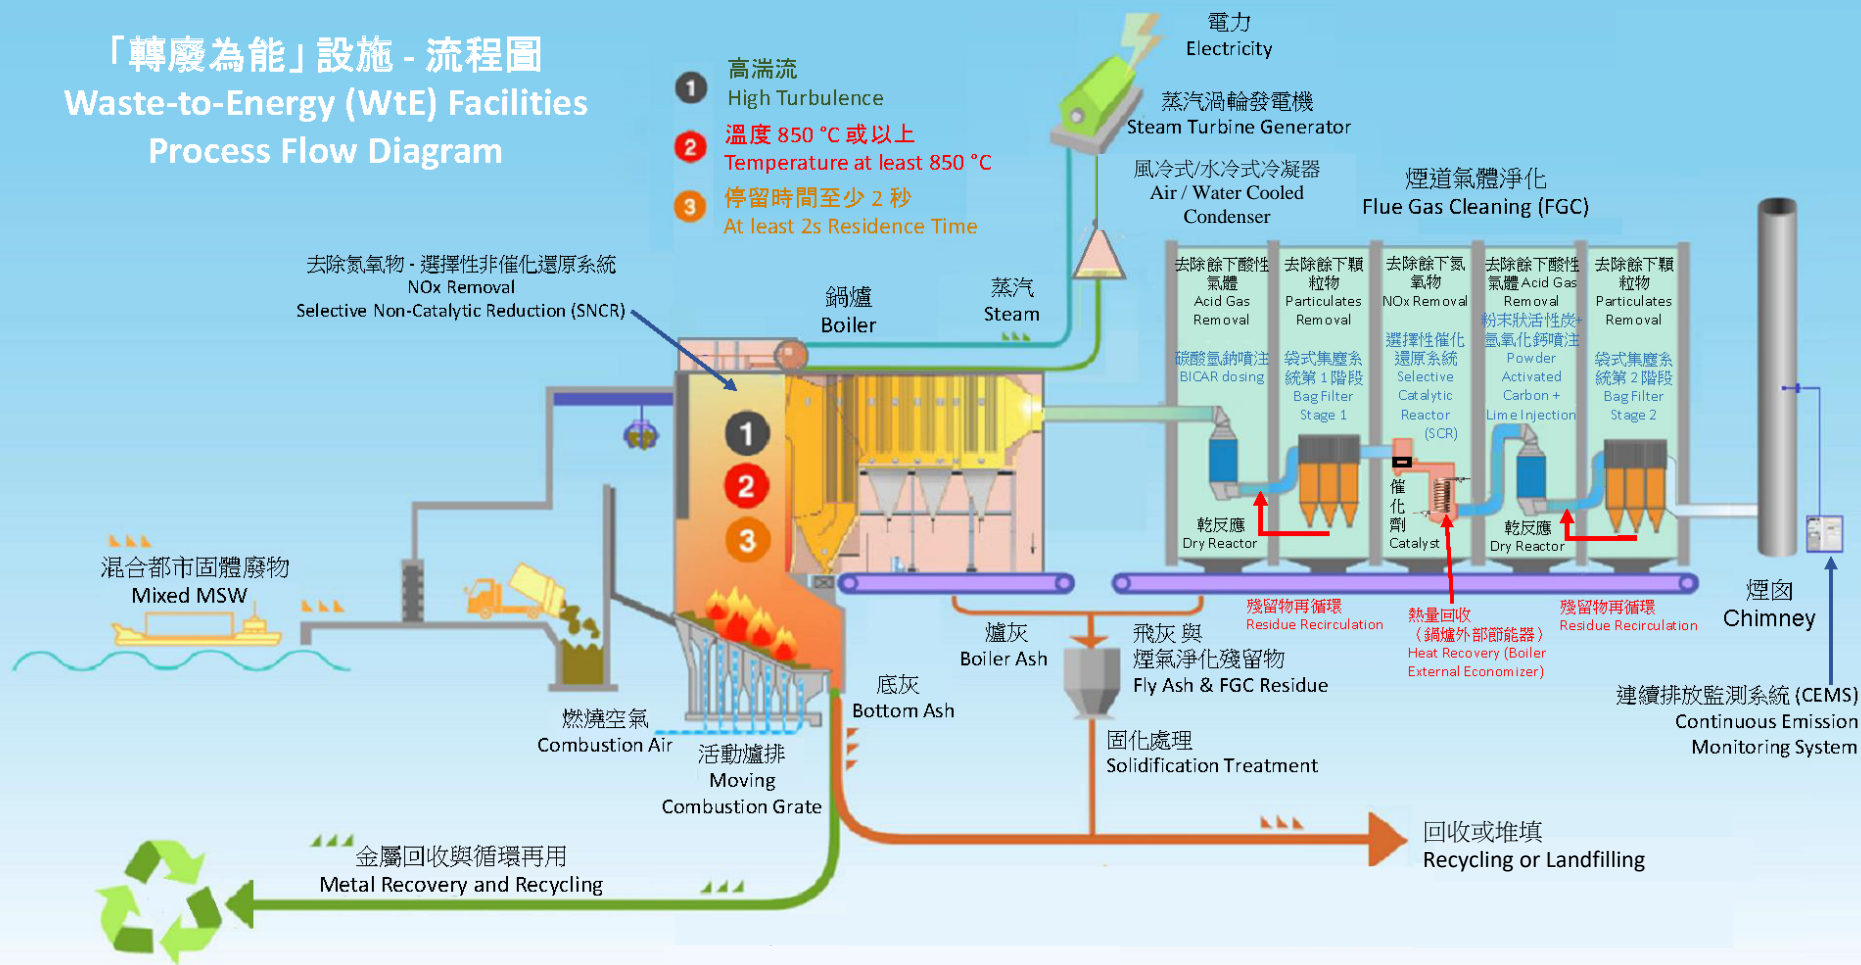 「轉廢為能」設施 - 流程圖
Waste-to-Energy (WtE) Facilities
Process Flow Diagram
1
高湍流
High Turbulence
2
溫度 850 °C 或以上
Temperature at least 850 °C
3
停留時間至少 2 秒
At least 2s Residence Time
電力
Electricity
蒸汽渦輪發電機
Steam Turbine Generator
風冷式/水冷式冷凝器
Air / Water Cooled
Condenser
煙道氣體淨化
Flue Gas Cleaning (FGC)
去除氮氧物 - 選擇性非催化還原系統
NOx Removal
Selective Non-Catalytic Reduction (SNCR)
鍋爐
Boiler
蒸汽
Steam
去除餘下酸性
氣體
Acid Gas
Removal
碳酸氫鈉噴注
BICAR dosing
去除餘下顆
粒物
Particulates
Removal
袋式集塵系
統第 1 階段
Bag Filter
Stage 1
去除餘下氮
氧物
NOx Removal
選擇性催化
還原系統
Selective
Catalytic
Reactor
(SCR)
去除餘下酸性
氣體 Acid Gas
Removal
粉末狀活性炭+
氫氧化鈣噴注
Powder
Activated
Carbon +
Lime Injection
去除餘下顆
粒物
Particulates
Removal
袋式集塵系
統第 2 階段
Bag Filter
Stage 2
1
2
3
乾反應
Dry Reactor
催
化
劑
Catalyst
乾反應
Dry Reactor
混合都市固體廢物
Mixed MSW
煙囪
Chimney
爐灰
Boiler Ash
飛灰 與
煙氣淨化殘留物
Fly Ash & FGC Residue
殘留物再循環
Residue Recirculation
熱量回收
（鍋爐外部節能器）
Heat Recovery (Boiler
External Economizer)
殘留物再循環
Residue Recirculation
底灰
Bottom Ash
燃燒空氣
Combustion Air
活動爐排
Moving
Combustion Grate
固化處理
Solidification Treatment
連續排放監測系統 (CEMS)
Continuous Emission
Monitoring System
金屬回收與循環再用
Metal Recovery and Recycling
回收或堆填
Recycling or Landfilling